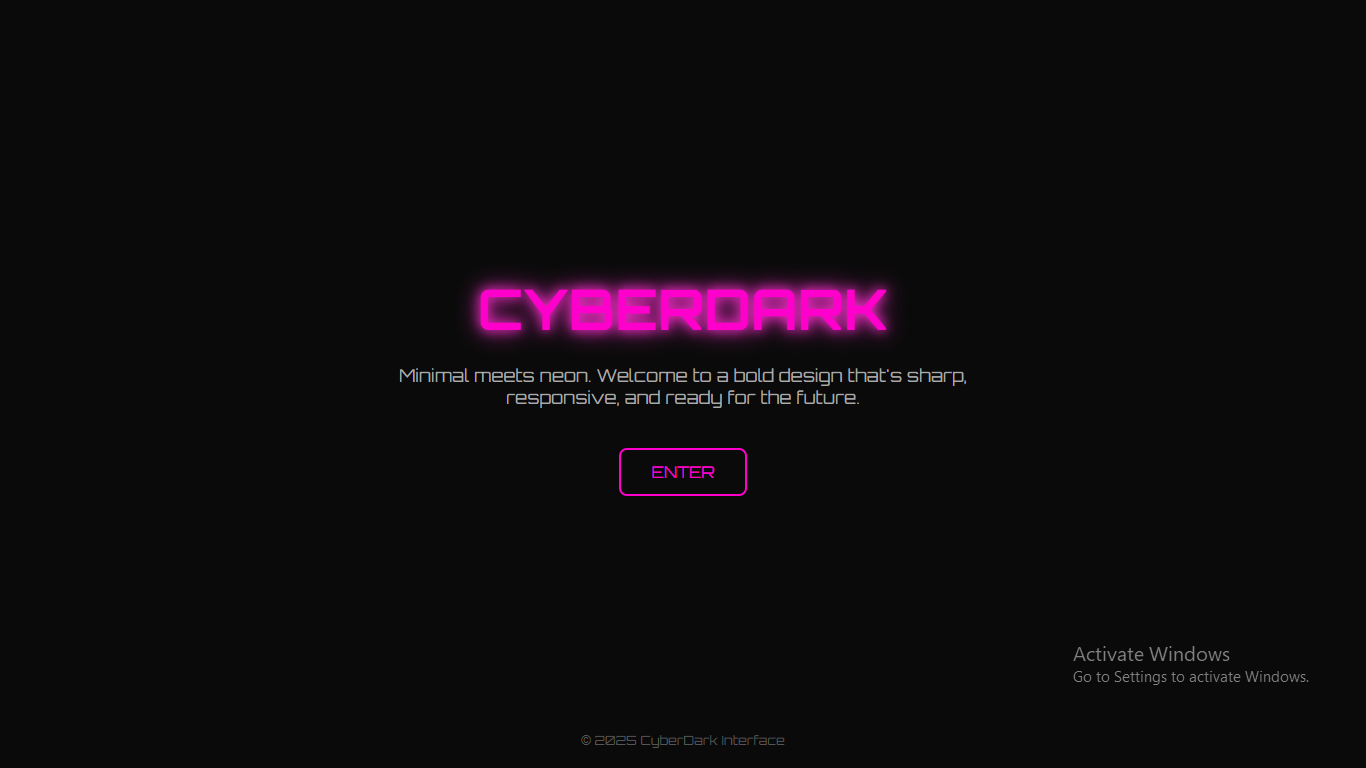 CYBERDARK
Minimal meets neon. Welcome to a bold design that's sharp,
responsive, and ready for the future.
ENTER
Activate Windows
Go to Settings to activate Windows.
© 2025 CyberDark Interface